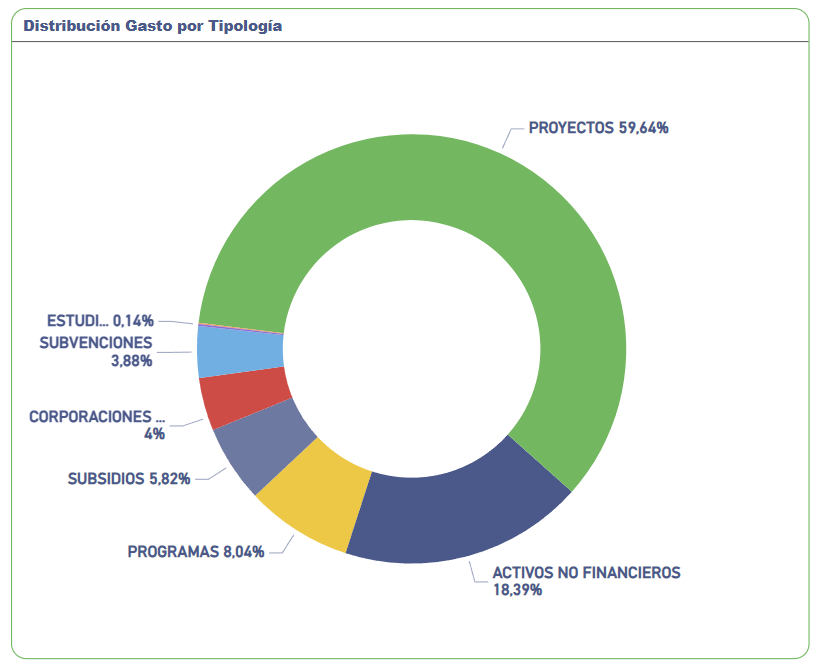 Distribución Gasto por Tipología
PROYECTOS 59,64%
ESTUDI... 0,14%
SUBVENCIONES
3,88%
CORPORACIONES ...
4%
SUBSIDIOS 5,82%
PROGRAMAS 8,04%
ACTIVOS NO FINANCIEROS
18,39%